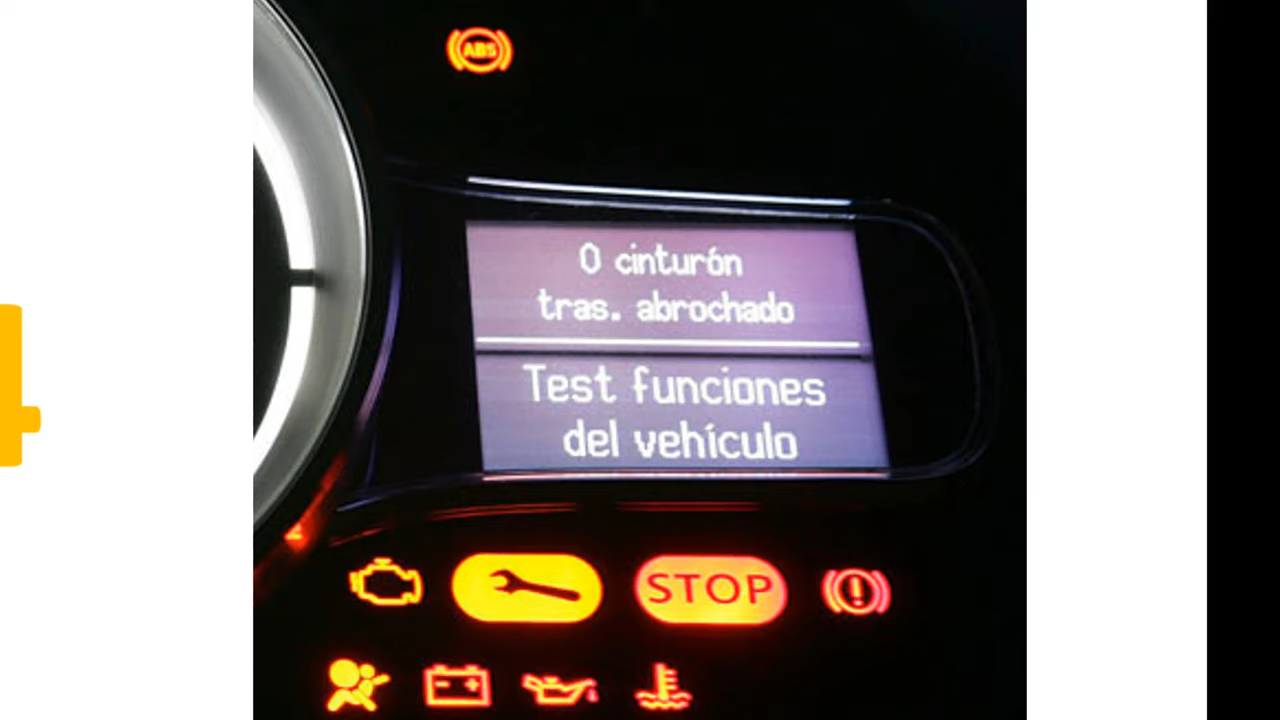 ABS
0 cinturón
tras. abrochado
Test funciones
del vehículo
STOP